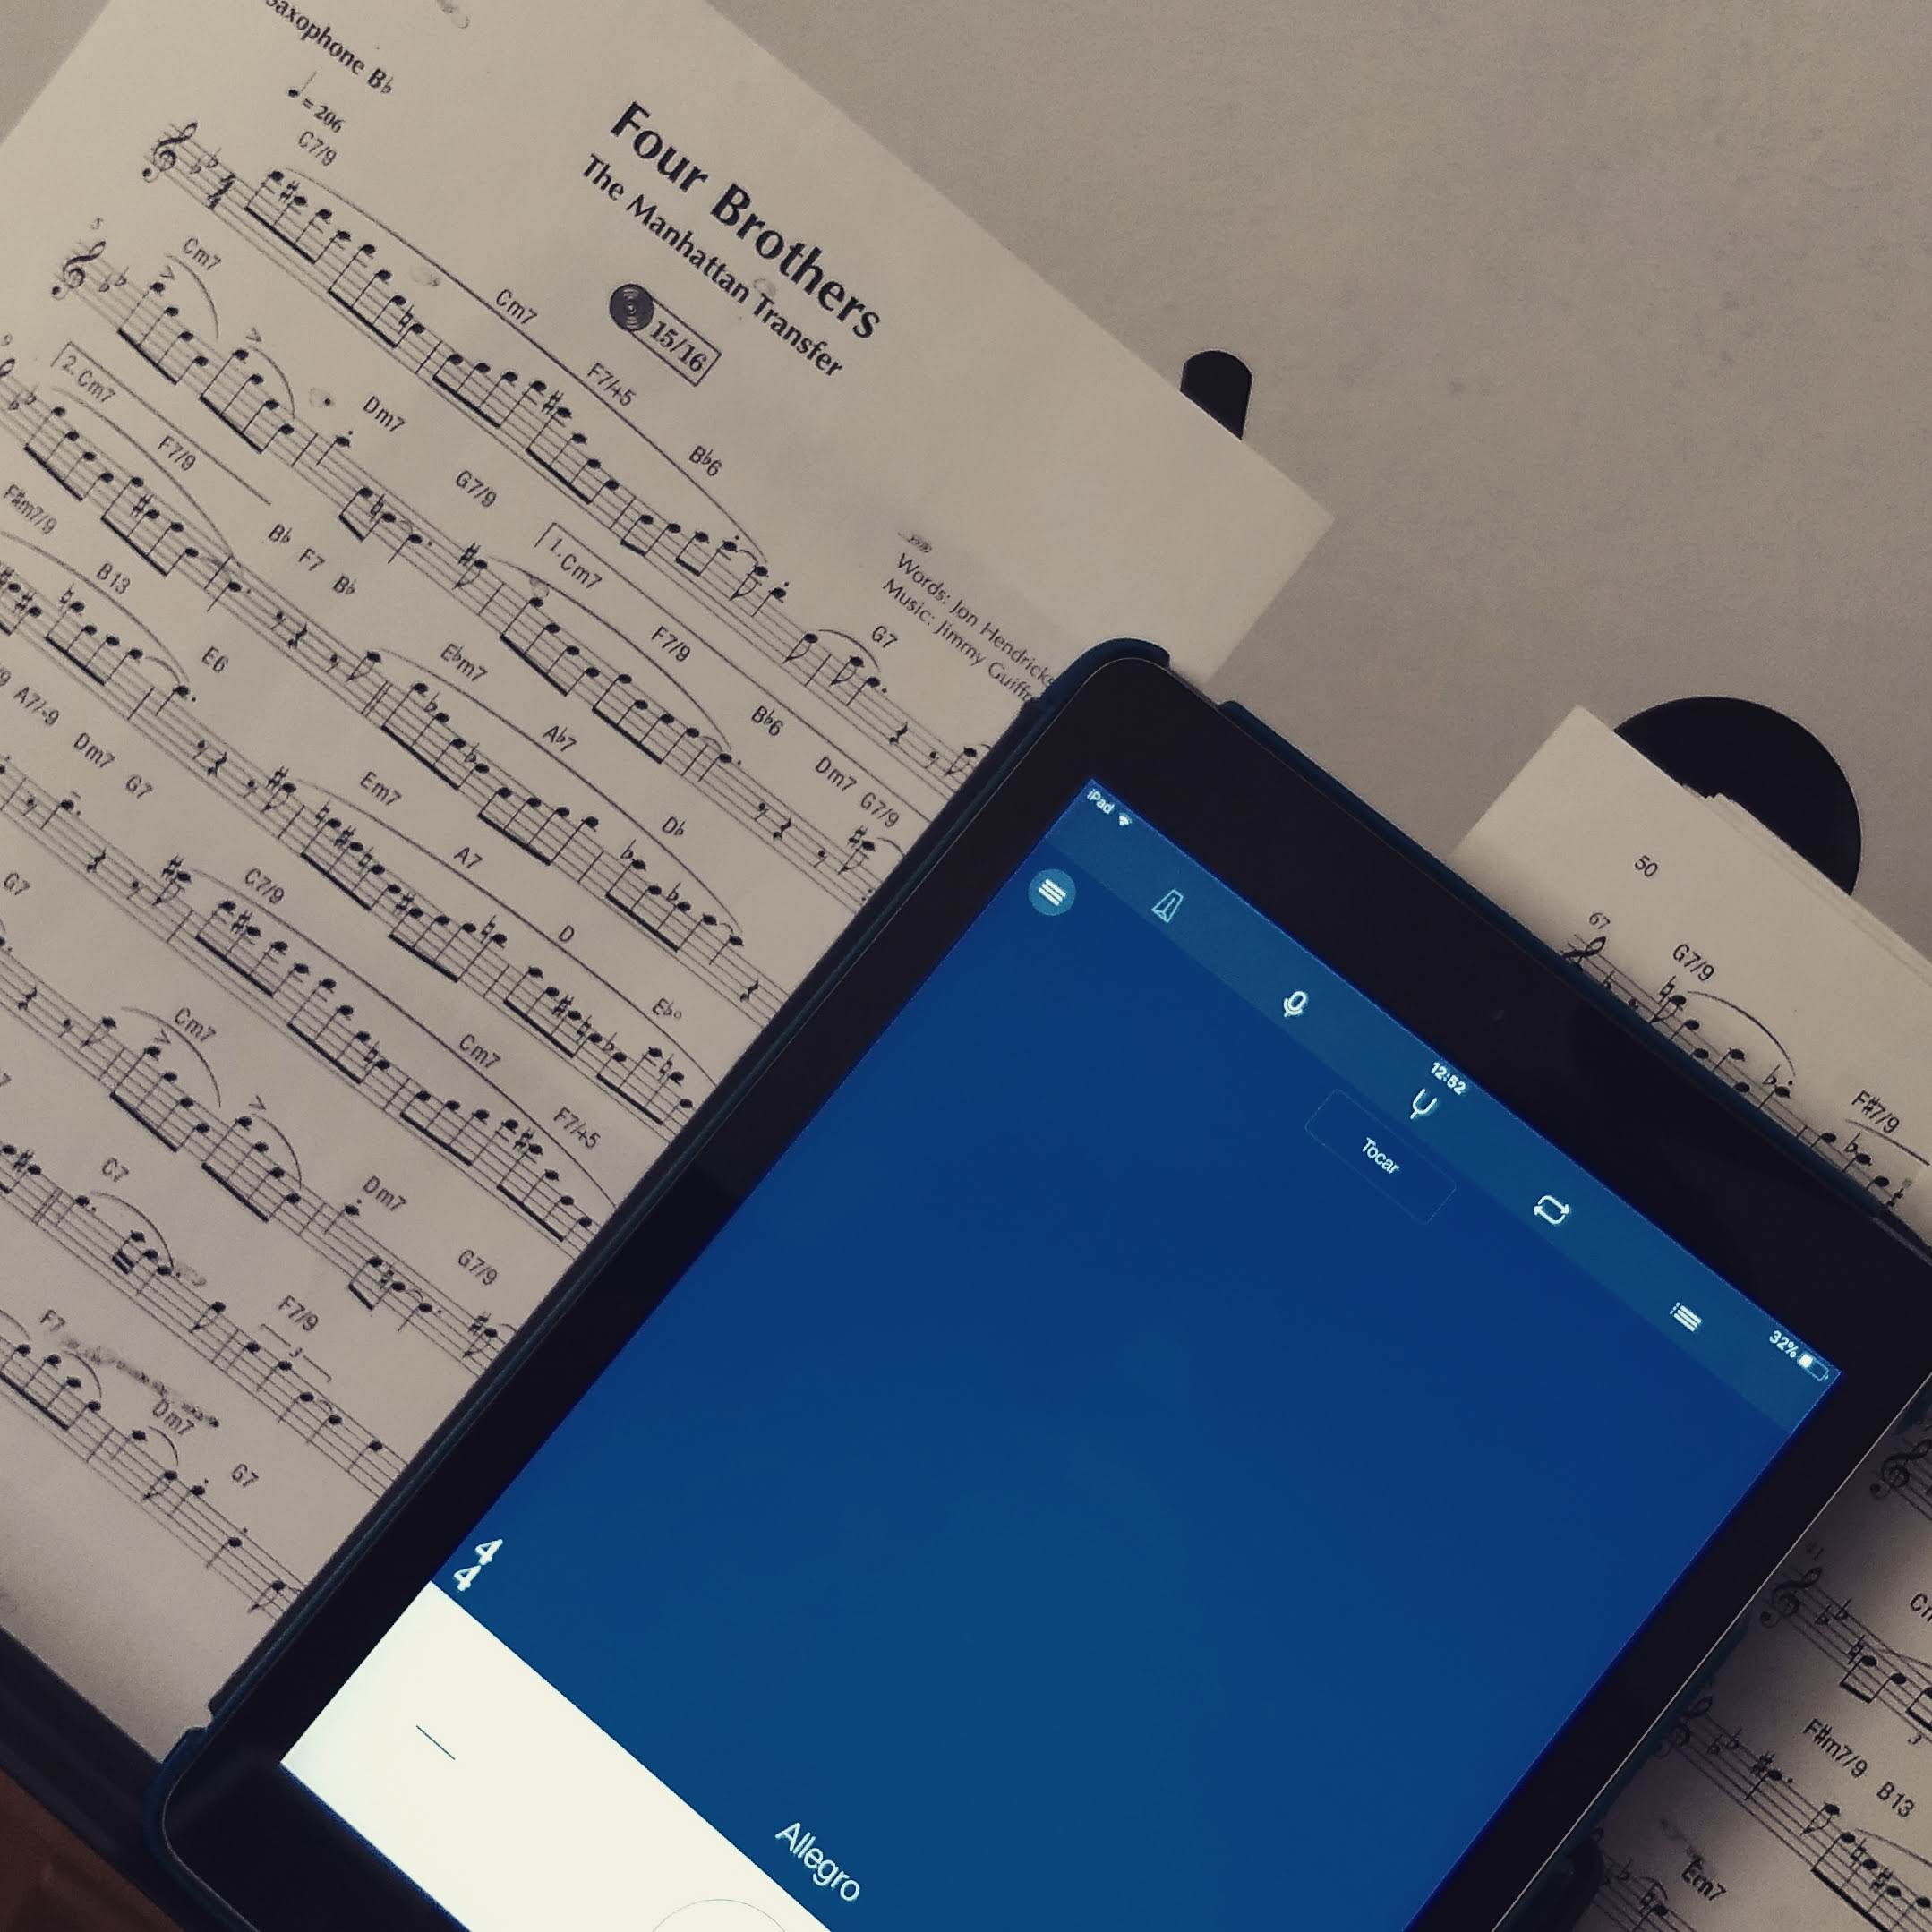 Saxophone B♭
♩= 206
Four Brothers
The Manhattan Transfer
15/16
Words: Jon Hendricks
C7/9 Cm7 F7/+5 B♭6 G7
5
Cm7 Dm7 G7/9 1.Cm7 F7/9 B♭6 Dm7 G7/9
9
2.Cm7 F7/9 B♭ F7 B♭ E♭m7 A♭7 D♭
F#m7/9 B13 E6 Em7 A7 D E♭°
A7/-9 Dm7 G7 C7/9 Cm7 F7/+5
G7 Cm7 Dm7 G7/9
C7 F7/9
3
F7 Dm7 G7
iPad 12:52 32%
Tocar
4
4
Allegro
50
67
G7/9 F#7/9
F#m7/9 B13
3
Em7